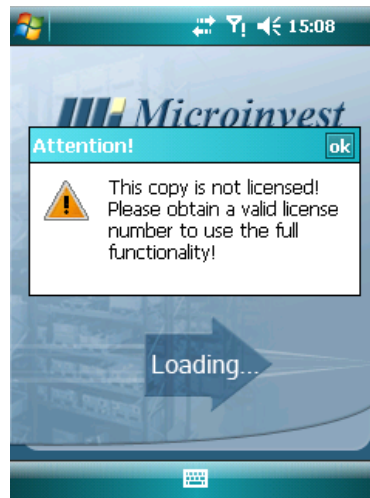 15:08
Microinvest
Attention!
ok
This copy is not licensed!
Please obtain a valid license
number to use the full
functionality!
Loading...